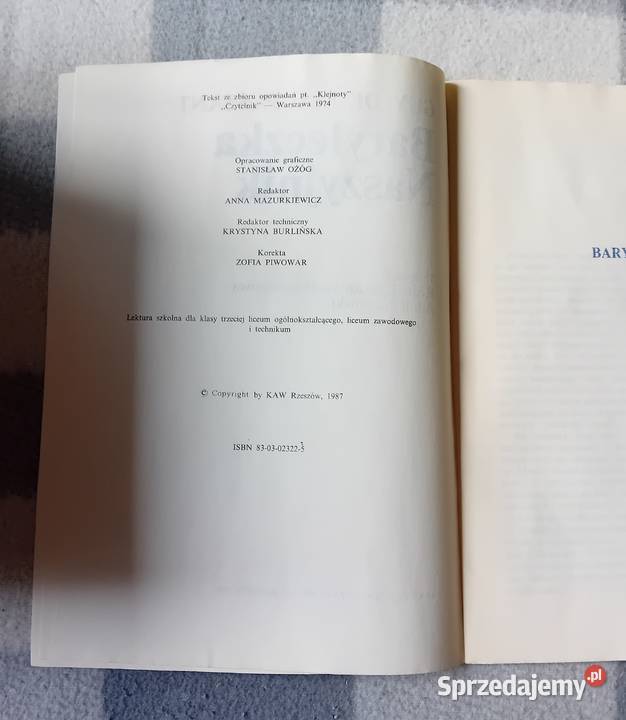 Tekst ze zbioru opowiadań pt. „Klejnoty”
„Czytelnik” — Warszawa 1974
Opracowanie graficzne
STANISŁAW OŻÓG
Redaktor
ANNA MAZURKIEWICZ
Redaktor techniczny
KRYSTYNA BURLIŃSKA
Korekta
ZOFIA PIWOWAR
Lektura szkolna dla klasy trzeciej liceum ogólnokształcącego, liceum zawodowego
i technikum
© Copyright by KAW Rzeszów, 1987
ISBN 83-03-02322-5
BARY
Sprzedajemy.pl